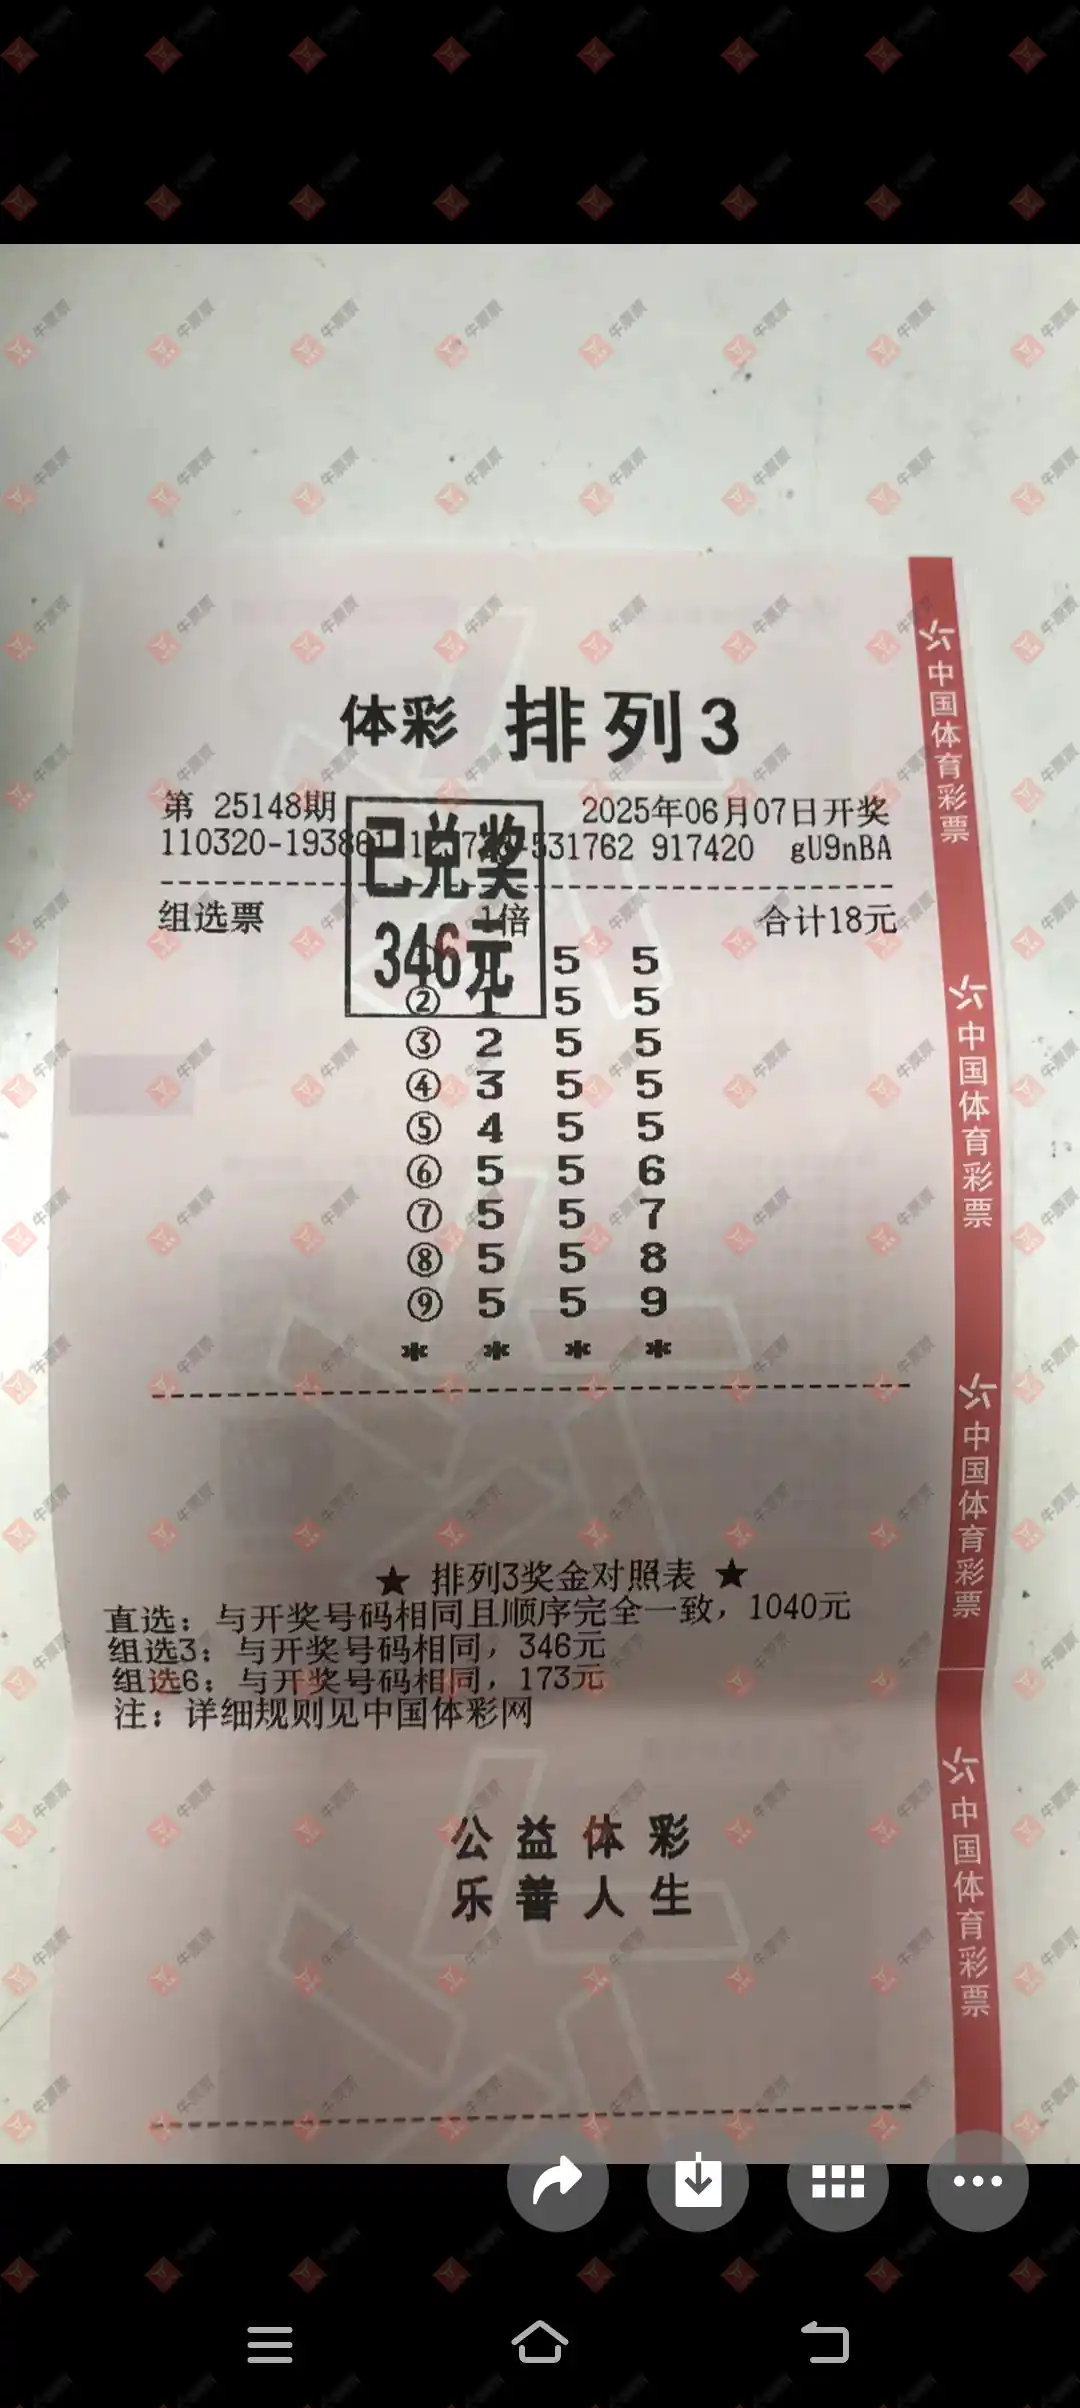 体彩 排列3
第 25148期 2025年06月07日开奖
110320-193861 531762 917420 gU9nBA
已兑奖
346元
组选票 1倍 合计18元
5 5
② 1 5 5
③ 2 5 5
④ 3 5 5
⑤ 4 5 5
⑥ 5 5 6
⑦ 5 5 7
⑧ 5 5 8
⑨ 5 5 9
* * * *
★ 排列3奖金对照表 ★
直选：与开奖号码相同且顺序完全一致，1040元
组选3：与开奖号码相同，346元
组选6：与开奖号码相同，173元
注：详细规则见中国体彩网
公益体彩
乐善人生
中国体育彩票
中国体育彩票
中国体育彩票
中国体育彩票
牛票票